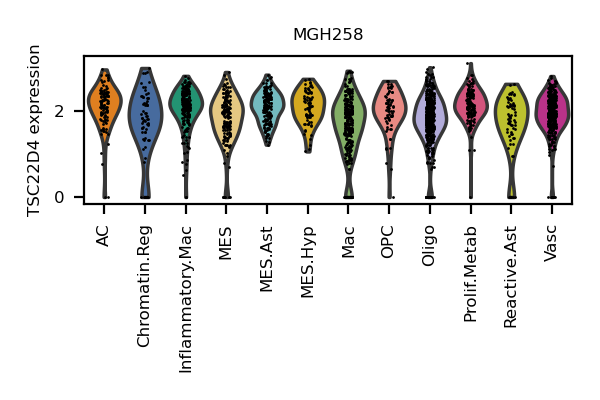 MGH258
TSC22D4 expression
2
0
AC
Chromatin.Reg
Inflammatory.Mac
MES
MES.Ast
MES.Hyp
Mac
OPC
Oligo
Prolif.Metab
Reactive.Ast
Vasc